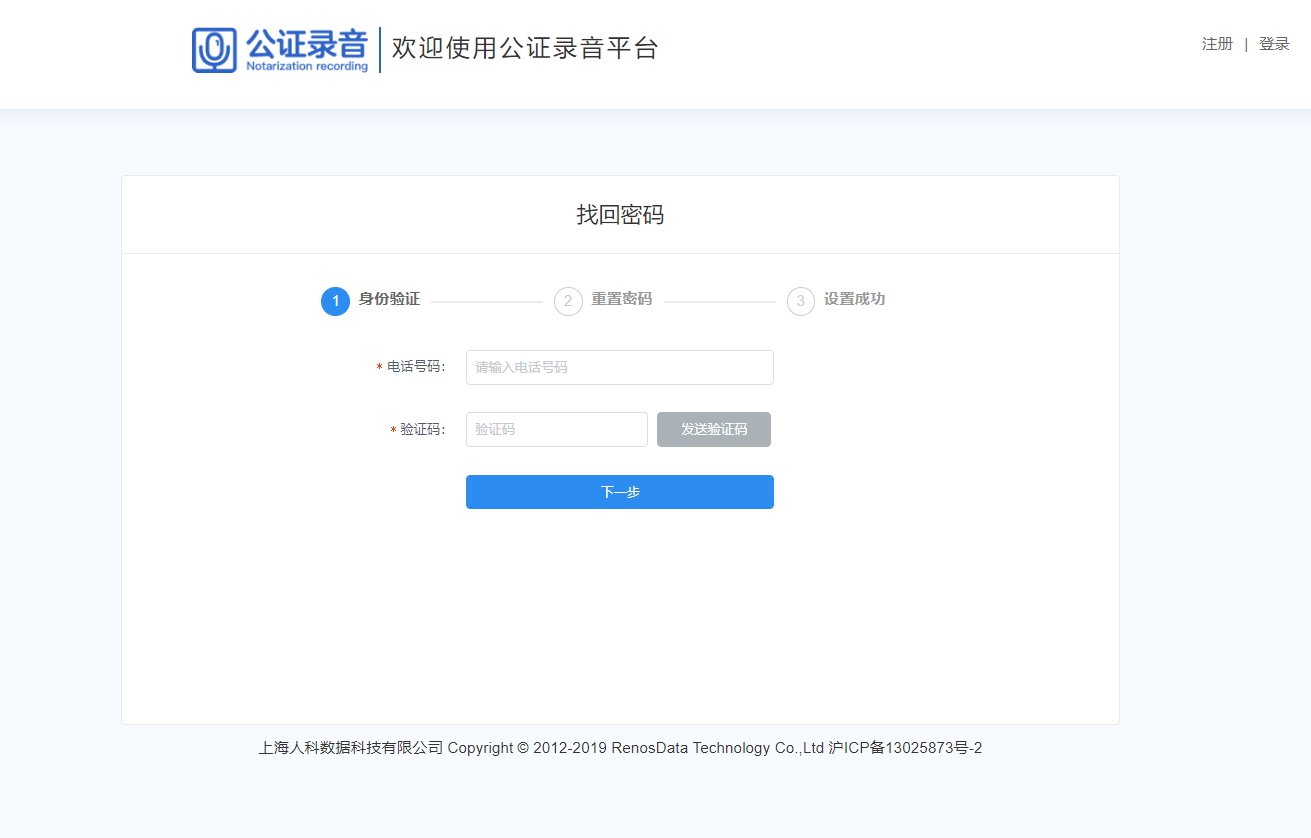 公证录音
Notarization recording
欢迎使用公证录音平台
注册 | 登录
找回密码
1 身份验证
2 重置密码
3 设置成功
* 电话号码:
请输入电话号码
* 验证码:
验证码
发送验证码
下一步
上海人科数据科技有限公司 Copyright © 2012-2019 RenosData Technology Co.,Ltd 沪ICP备13025873号-2